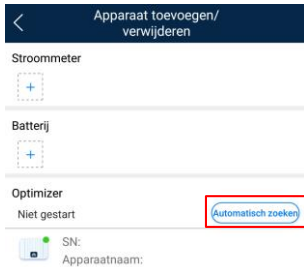 Apparaat toevoegen/
verwijderen
Stroommeter
+
Batterij
+
Optimizer
Niet gestart
Automatisch zoeken
SN:
Apparaatnaam: